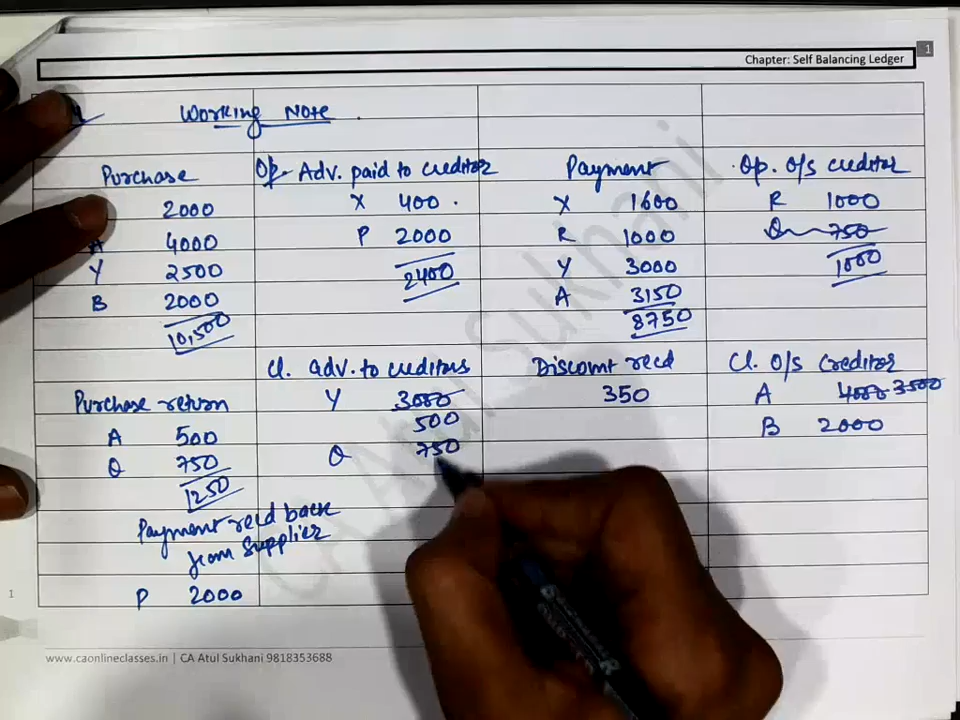 1
Chapter: Self Balancing Ledger
Working Note
Purchase
2000
A 4000
Y 2500
B 2000
10,500
Op. Adv. paid to creditor
X 400
P 2000
2400
Payment
X 1600
R 1000
Y 3000
A 3150
8750
Op. o/s creditor
R 1000
Q 750
1000
Purchase return
A 500
Q 750
1250
Cl. adv. to creditors
Y 3000
500
Q 750
Discount recd
350
Cl. o/s Creditor
A 4000 3500
B 2000
Payment recd back
from Supplier
P 2000
1
www.caonlineclasses.in | CA Atul Sukhani 9818353688
CA Atul Sukhani